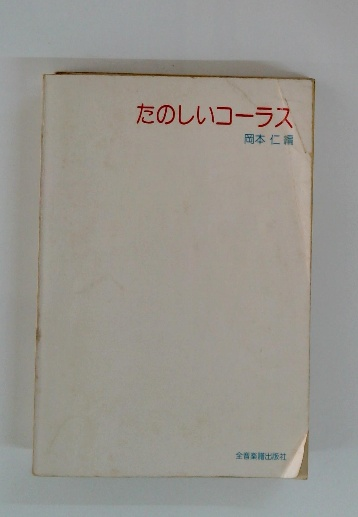 たのしいコーラス
岡本 仁 編
全音楽譜出版社